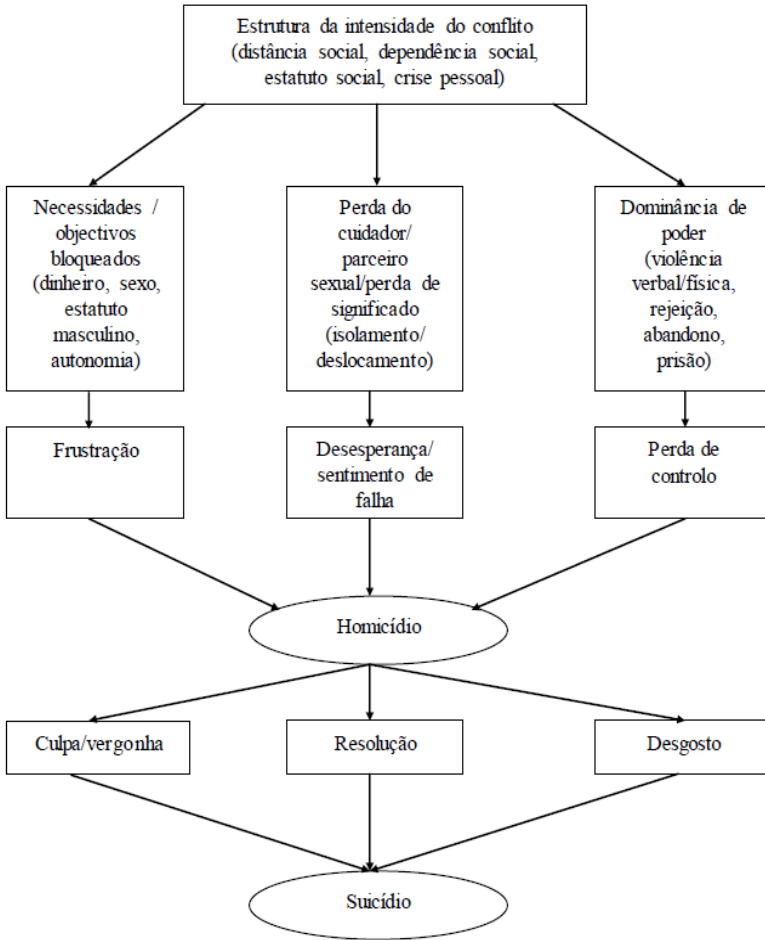 Estrutura da intensidade do conflito
(distância social, dependência social,
estatuto social, crise pessoal)
Necessidades /
objectivos
bloqueados
(dinheiro, sexo,
estatuto
masculino,
autonomia)
Perda do
cuidador/
parceiro
sexual/perda de
significado
(isolamento/
deslocamento)
Dominância de
poder
(violência
verbal/física,
rejeição,
abandono,
prisão)
Frustração
Desesperança/
sentimento de
falha
Perda de
controlo
Homicídio
Culpa/vergonha
Resolução
Desgosto
Suicídio